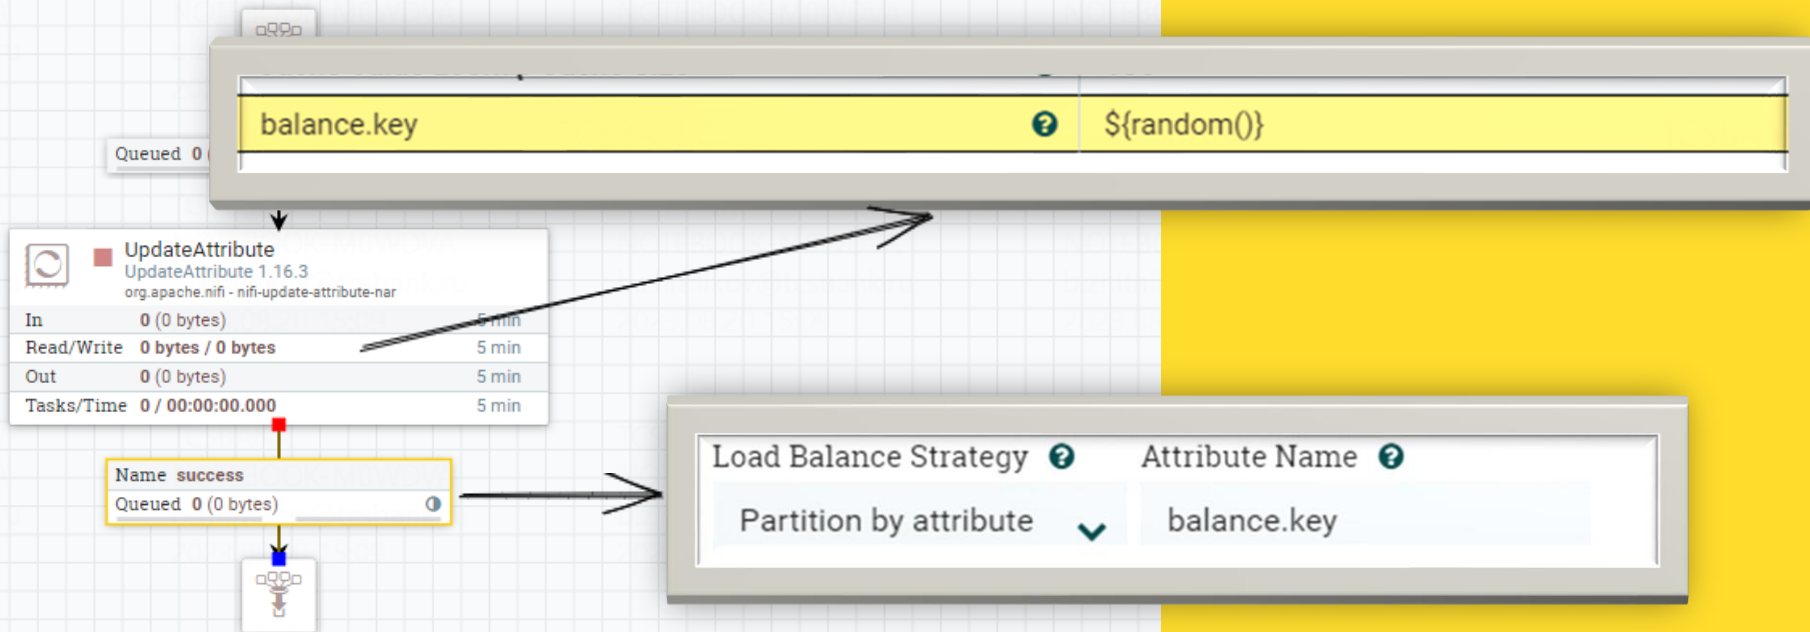 balance.key ${random()}
Queued 0
UpdateAttribute
UpdateAttribute 1.16.3
org.apache.nifi - nifi-update-attribute-nar
In 0 (0 bytes) 5 min
Read/Write 0 bytes / 0 bytes 5 min
Out 0 (0 bytes) 5 min
Tasks/Time 0 / 00:00:00.000 5 min
Name success
Queued 0 (0 bytes)
Load Balance Strategy Attribute Name
Partition by attribute balance.key